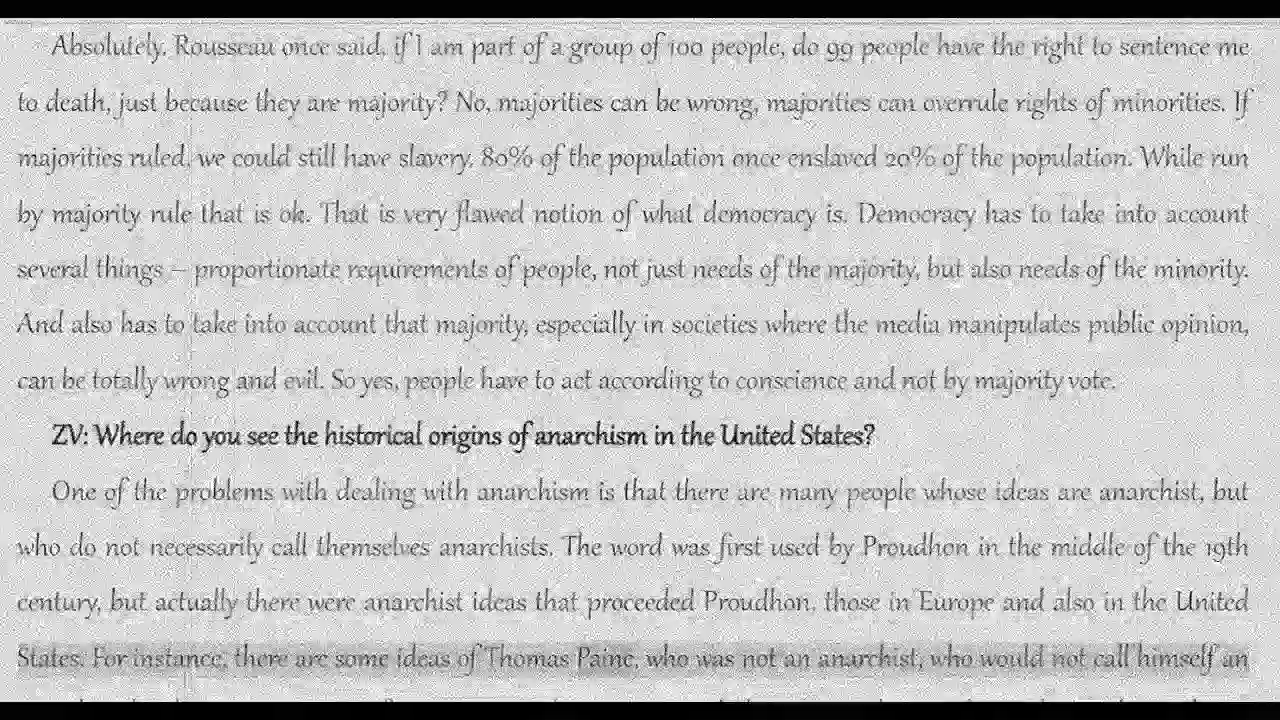 Absolutely. Rousseau once said, if I am part of a group of 100 people, do 99 people have the right to sentence me
to death, just because they are majority? No, majorities can be wrong, majorities can overrule rights of minorities. If
majorities ruled, we could still have slavery. 80% of the population once enslaved 20% of the population. While run
by majority rule that is ok. That is very flawed notion of what democracy is. Democracy has to take into account
several things – proportionate requirements of people, not just needs of the majority, but also needs of the minority.
And also has to take into account that majority, especially in societies where the media manipulates public opinion,
can be totally wrong and evil. So yes, people have to act according to conscience and not by majority vote.
ZV: Where do you see the historical origins of anarchism in the United States?
One of the problems with dealing with anarchism is that there are many people whose ideas are anarchist, but
who do not necessarily call themselves anarchists. The word was first used by Proudhon in the middle of the 19th
century, but actually there were anarchist ideas that proceeded Proudhon, those in Europe and also in the United
States. For instance, there are some ideas of Thomas Paine, who was not an anarchist, who would not call himself an